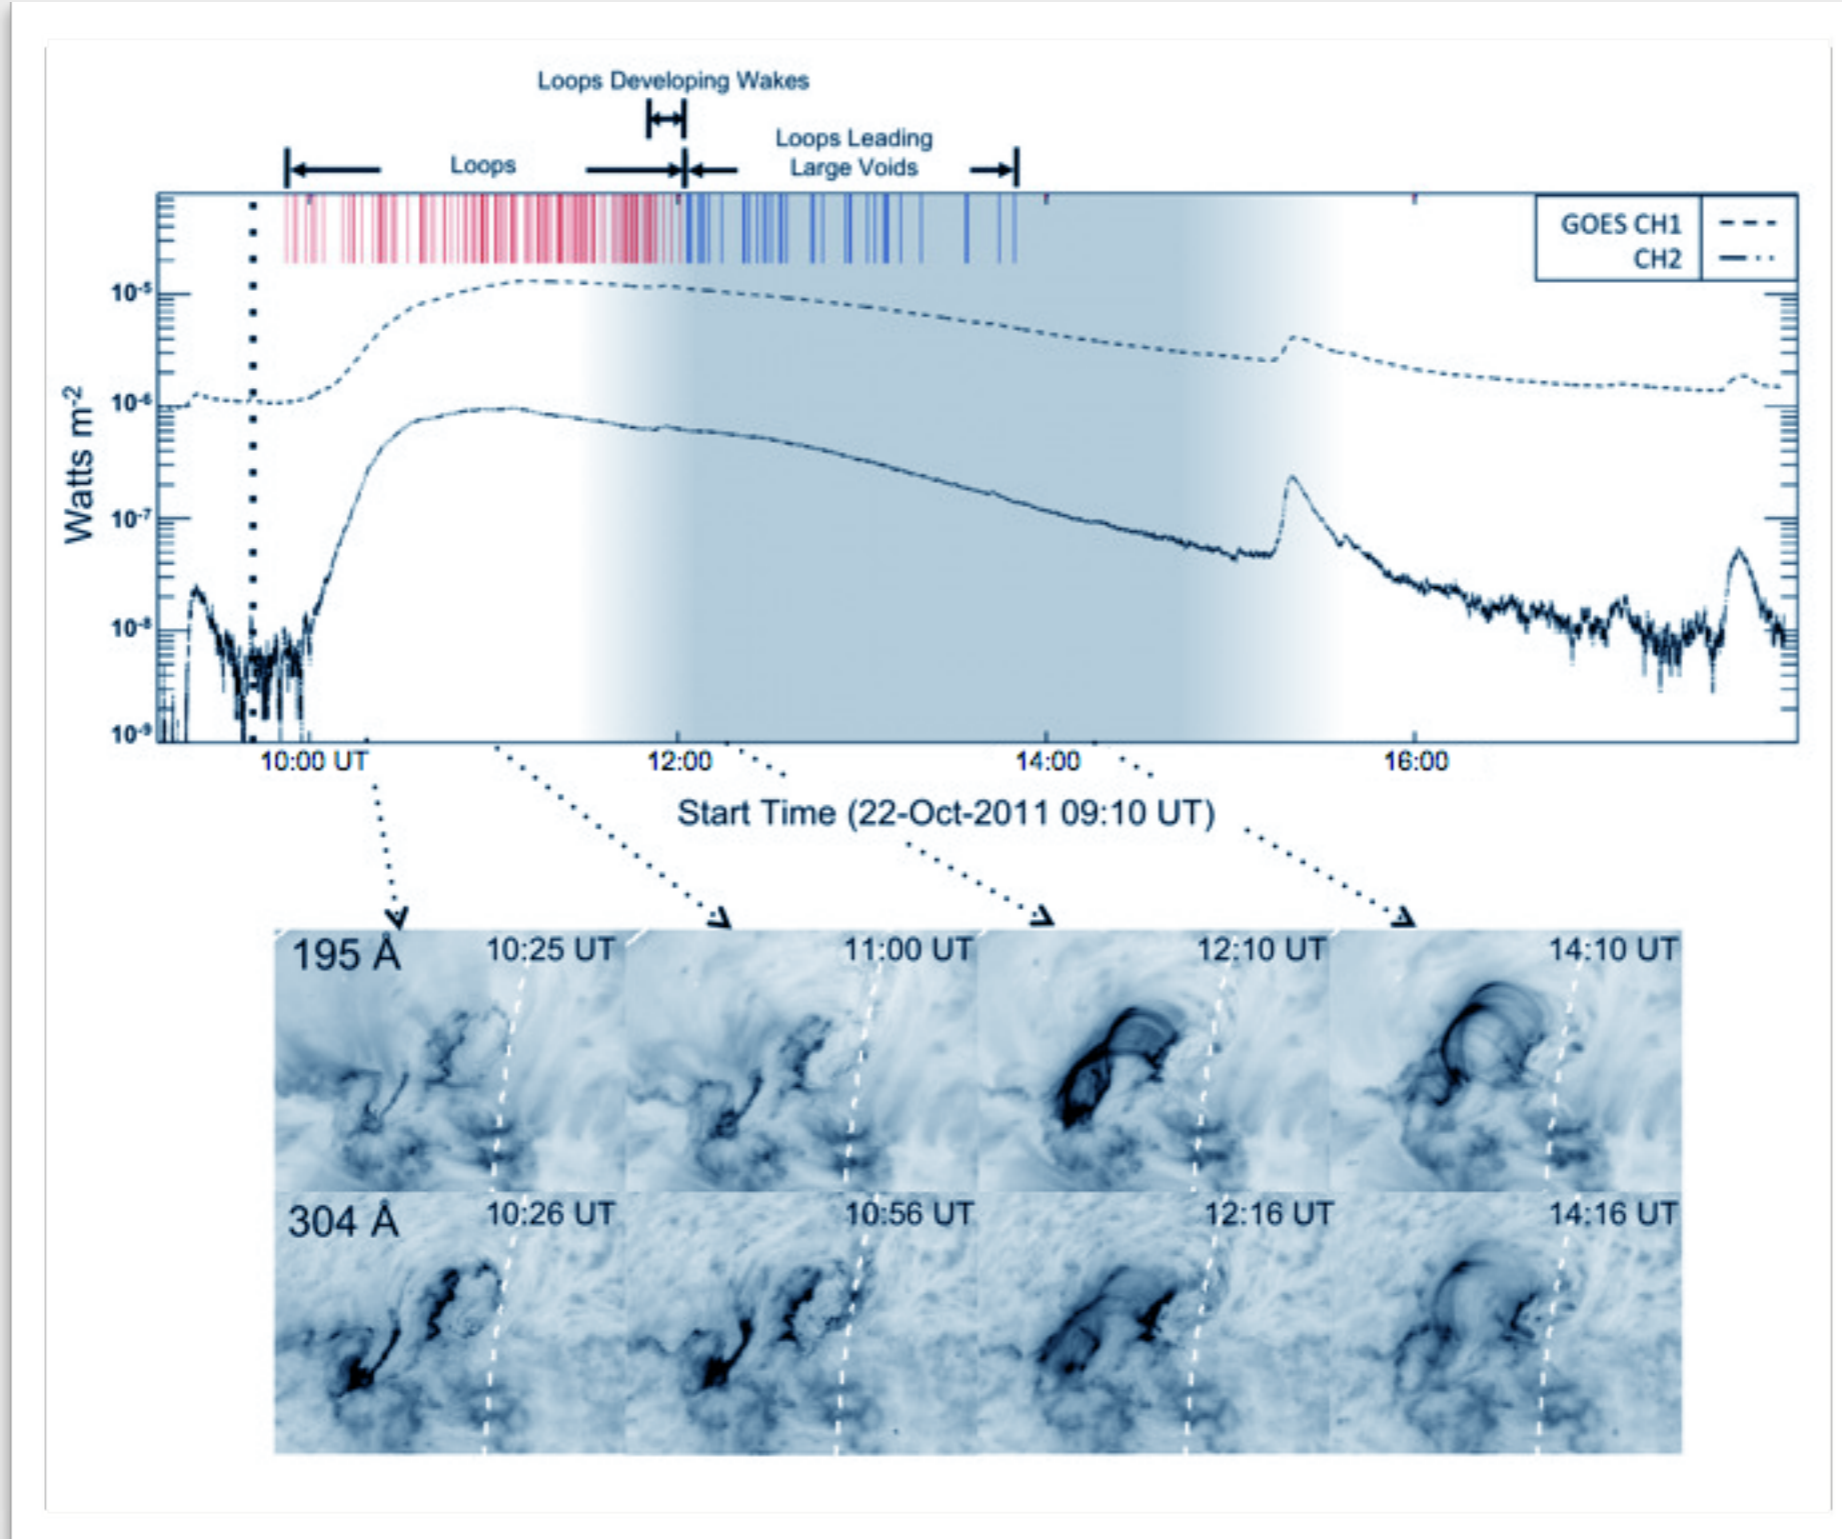 Loops Developing Wakes
Loops Leading
Large Voids
Loops
GOES CH1
CH2
10⁻⁵
10⁻⁶
10⁻⁷
10⁻⁸
10⁻⁹
Watts m⁻²
10:00 UT 12:00 14:00 16:00
Start Time (22-Oct-2011 09:10 UT)
195 Å 10:25 UT 11:00 UT 12:10 UT 14:10 UT
304 Å 10:26 UT 10:56 UT 12:16 UT 14:16 UT